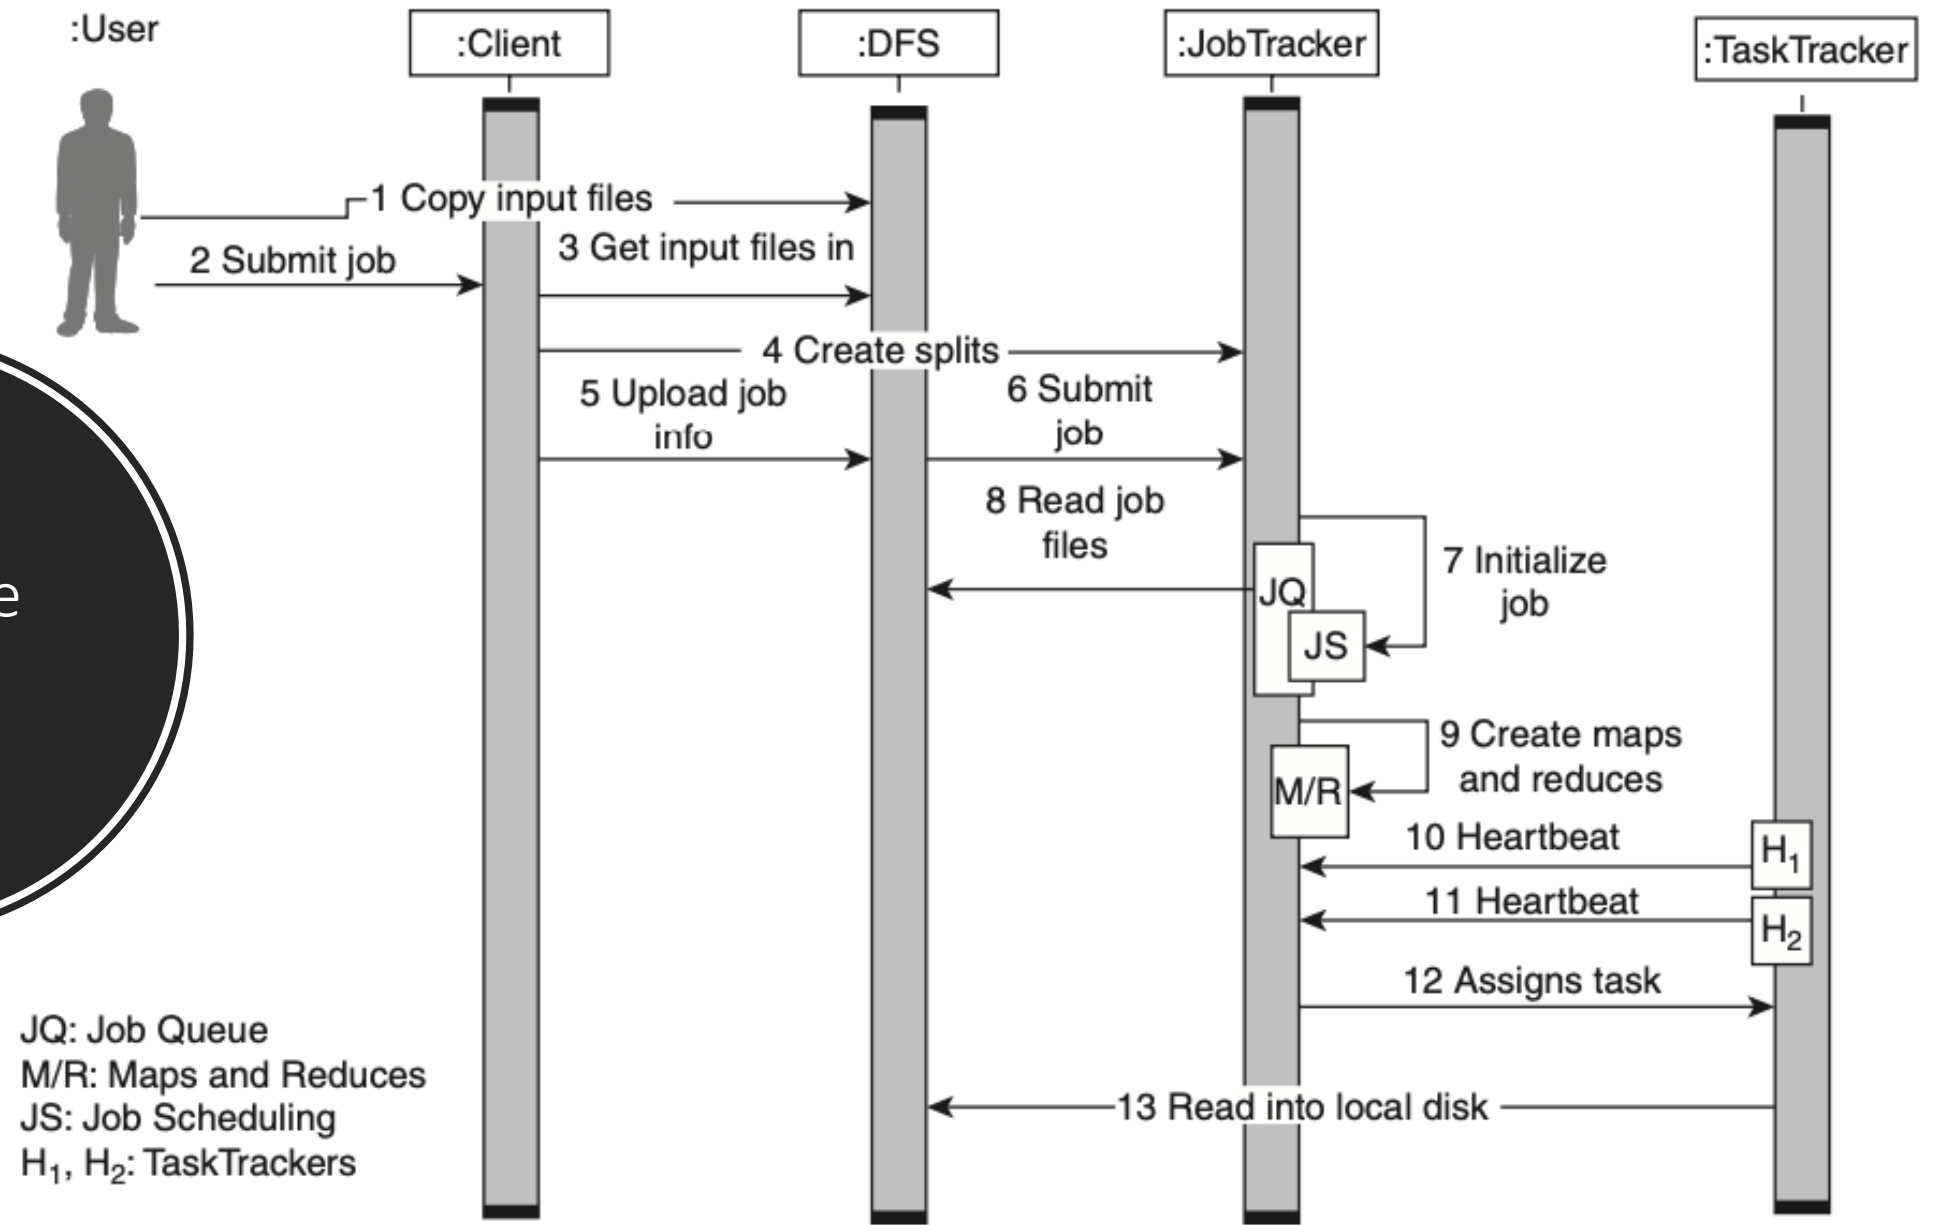 :User
:Client
:DFS
:JobTracker
:TaskTracker
1 Copy input files
2 Submit job
3 Get input files in
4 Create splits
5 Upload job
info
6 Submit
job
8 Read job
files
7 Initialize
job
JQ
JS
9 Create maps
and reduces
M/R
10 Heartbeat
H₁
11 Heartbeat
H₂
12 Assigns task
13 Read into local disk
e
JQ: Job Queue
M/R: Maps and Reduces
JS: Job Scheduling
H₁, H₂: TaskTrackers